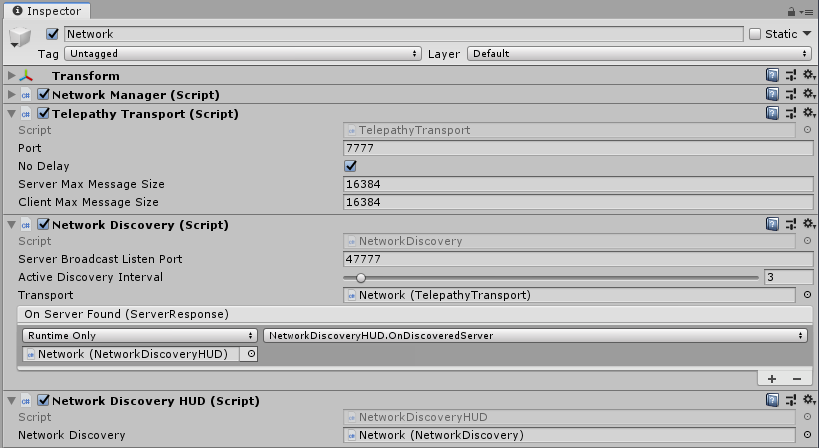 Inspector
Network Static
Tag Untagged Layer Default
Transform
Network Manager (Script)
Telepathy Transport (Script)
Script TelepathyTransport
Port 7777
No Delay
Server Max Message Size 16384
Client Max Message Size 16384
Network Discovery (Script)
Script NetworkDiscovery
Server Broadcast Listen Port 47777
Active Discovery Interval 3
Transport Network (TelepathyTransport)
On Server Found (ServerResponse)
Runtime Only NetworkDiscoveryHUD.OnDiscoveredServer
Network (NetworkDiscoveryHUD)
Network Discovery HUD (Script)
Script NetworkDiscoveryHUD
Network Discovery Network (NetworkDiscovery)